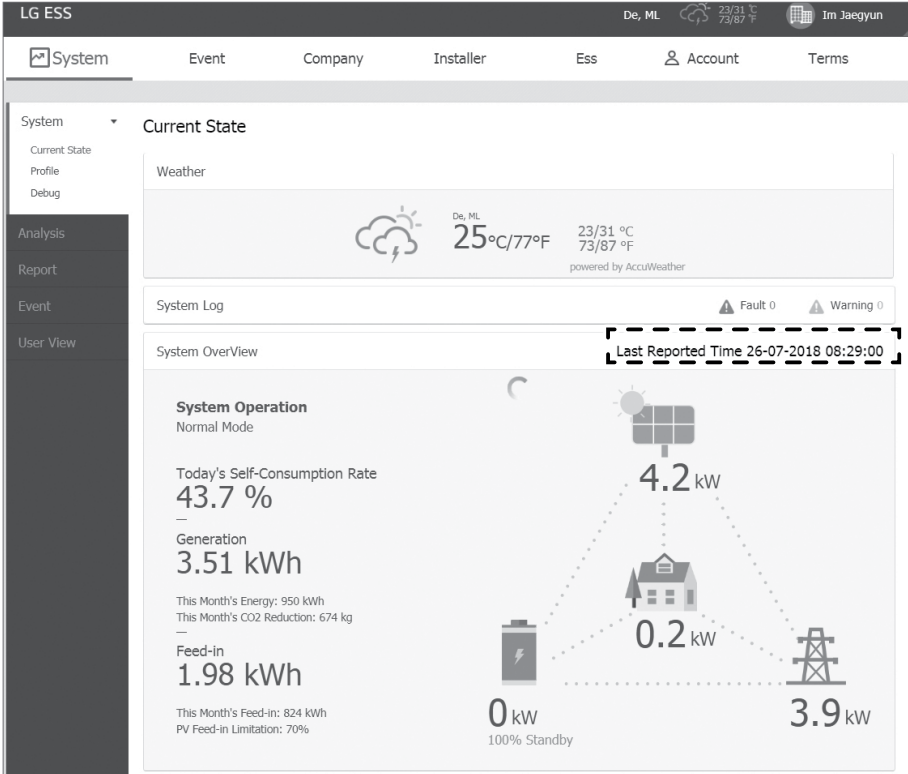 LG ESS
De, ML
23/31 ℃
73/87 ℉
Im Jaegyun
System
Event
Company
Installer
Ess
Account
Terms
System
Current State
Profile
Debug
Analysis
Report
Event
User View
Current State
Weather
De, ML
25°C/77°F
23/31 °C
73/87 °F
powered by AccuWeather
System Log
Fault 0
Warning 0
System OverView
Last Reported Time 26-07-2018 08:29:00
System Operation
Normal Mode
Today's Self-Consumption Rate
43.7 %
Generation
3.51 kWh
This Month's Energy: 950 kWh
This Month's CO2 Reduction: 674 kg
Feed-in
1.98 kWh
This Month's Feed-in: 824 kWh
PV Feed-in Limitation: 70%
4.2 kW
0.2 kW
0 kW
100% Standby
3.9 kW